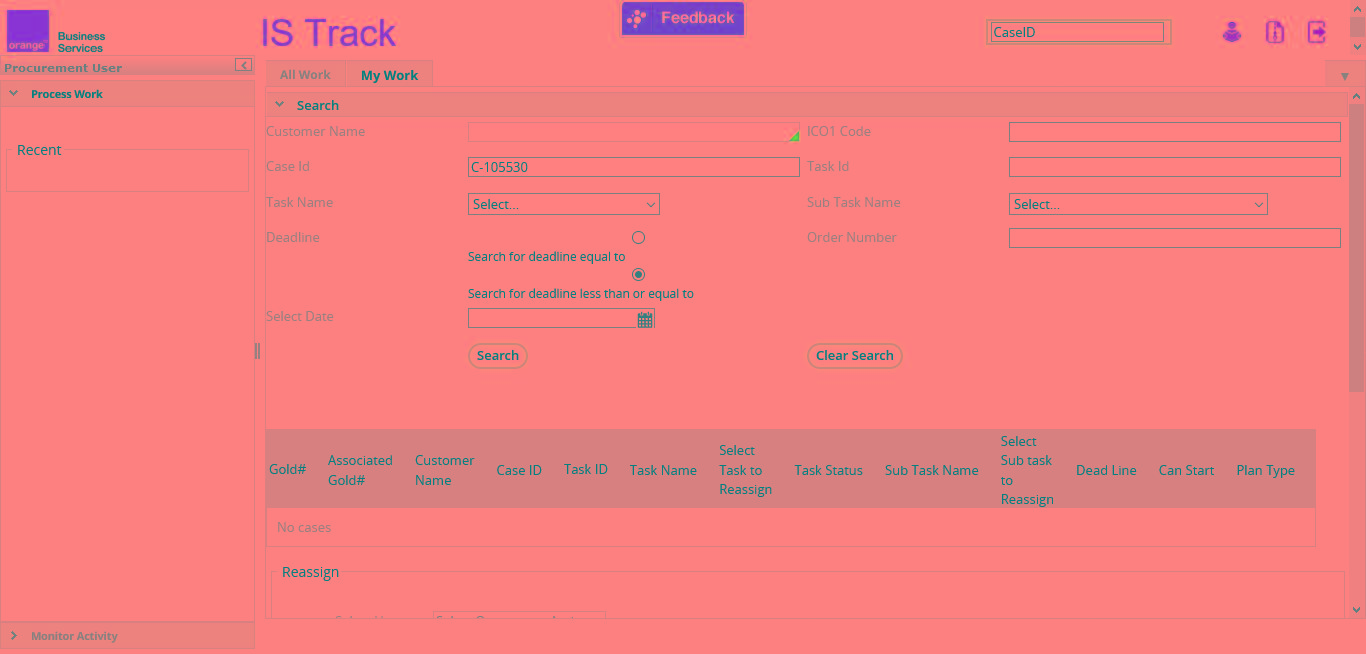 orange
Business
Services
IS Track
Feedback
CaseID
Procurement User
All Work
My Work
Process Work
Search
Customer Name
ICO1 Code
Recent
Case Id
C-105530
Task Id
Task Name
Select...
Sub Task Name
Select...
Deadline
Order Number
Search for deadline equal to
Search for deadline less than or equal to
Select Date
Search
Clear Search
Gold#
Associated
Gold#
Customer
Name
Case ID
Task ID
Task Name
Select
Task to
Reassign
Task Status
Sub Task Name
Select
Sub task
to
Reassign
Dead Line
Can Start
Plan Type
No cases
Reassign
Monitor Activity